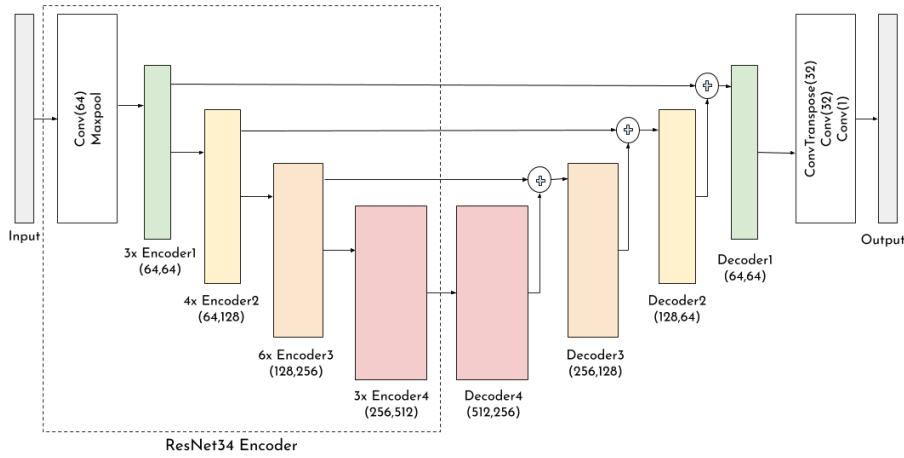 Input
Conv(64)
Maxpool
3x Encoder1
(64,64)
4x Encoder2
(64,128)
6x Encoder3
(128,256)
3x Encoder4
(256,512)
ResNet34 Encoder
Decoder4
(512,256)
Decoder3
(256,128)
Decoder2
(128,64)
Decoder1
(64,64)
ConvTranspose(32)
Conv(32)
Conv(1)
Output